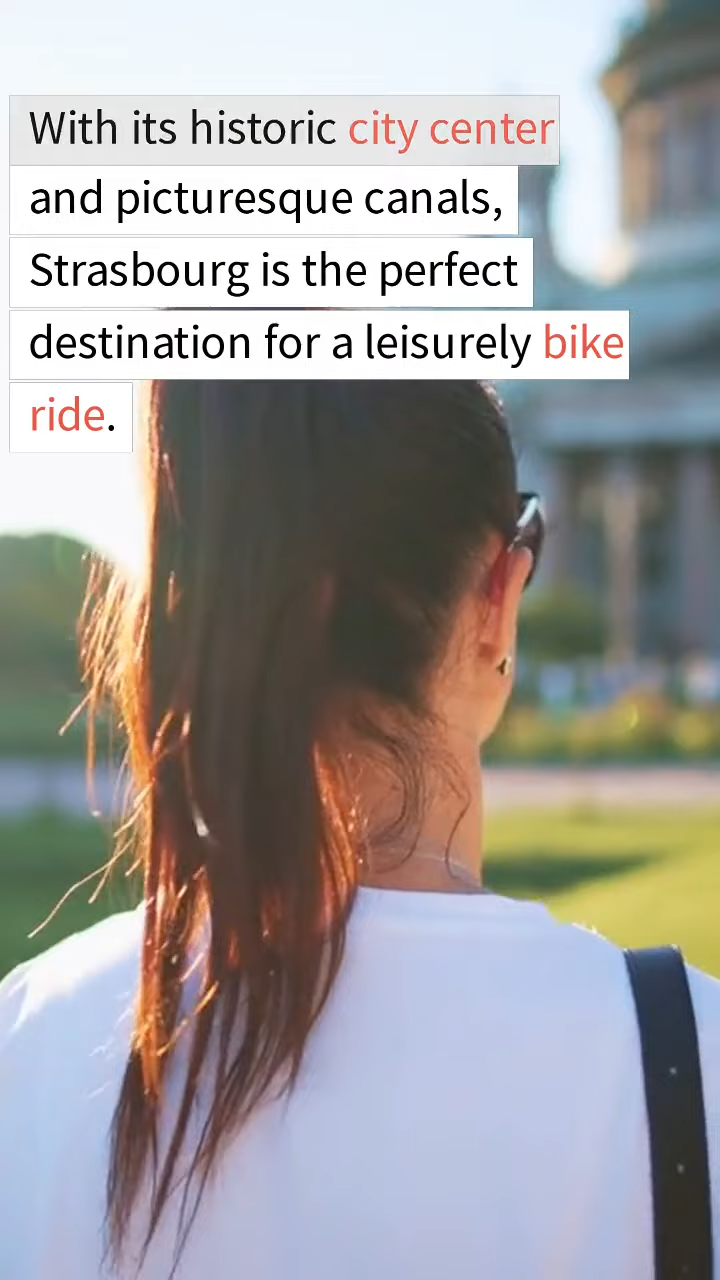 With its historic city center
and picturesque canals,
Strasbourg is the perfect
destination for a leisurely bike
ride.